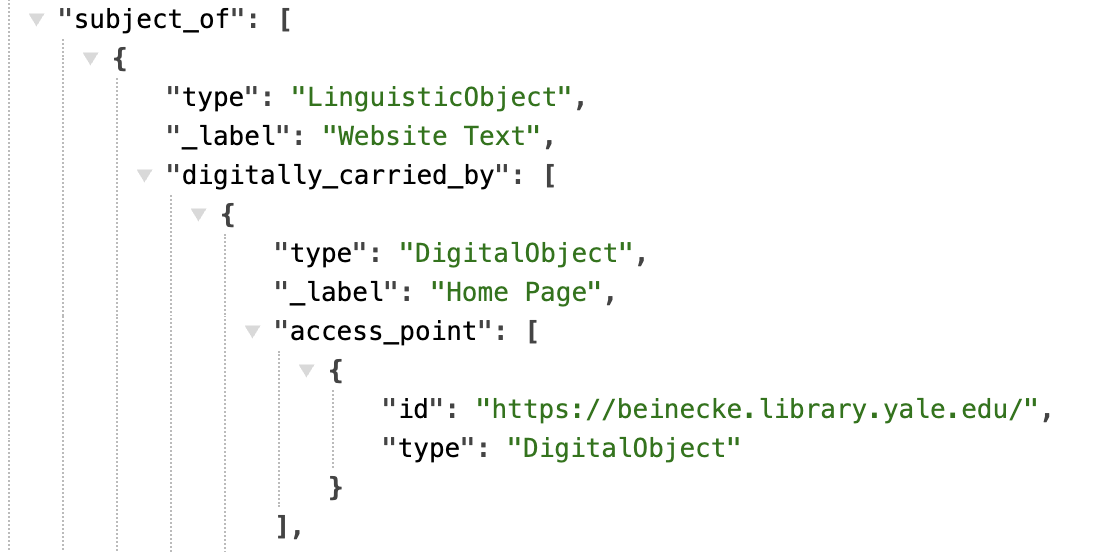 "subject_of": [
{
"type": "LinguisticObject",
"_label": "Website Text",
"digitally_carried_by": [
{
"type": "DigitalObject",
"_label": "Home Page",
"access_point": [
{
"id": "https://beinecke.library.yale.edu/",
"type": "DigitalObject"
}
],